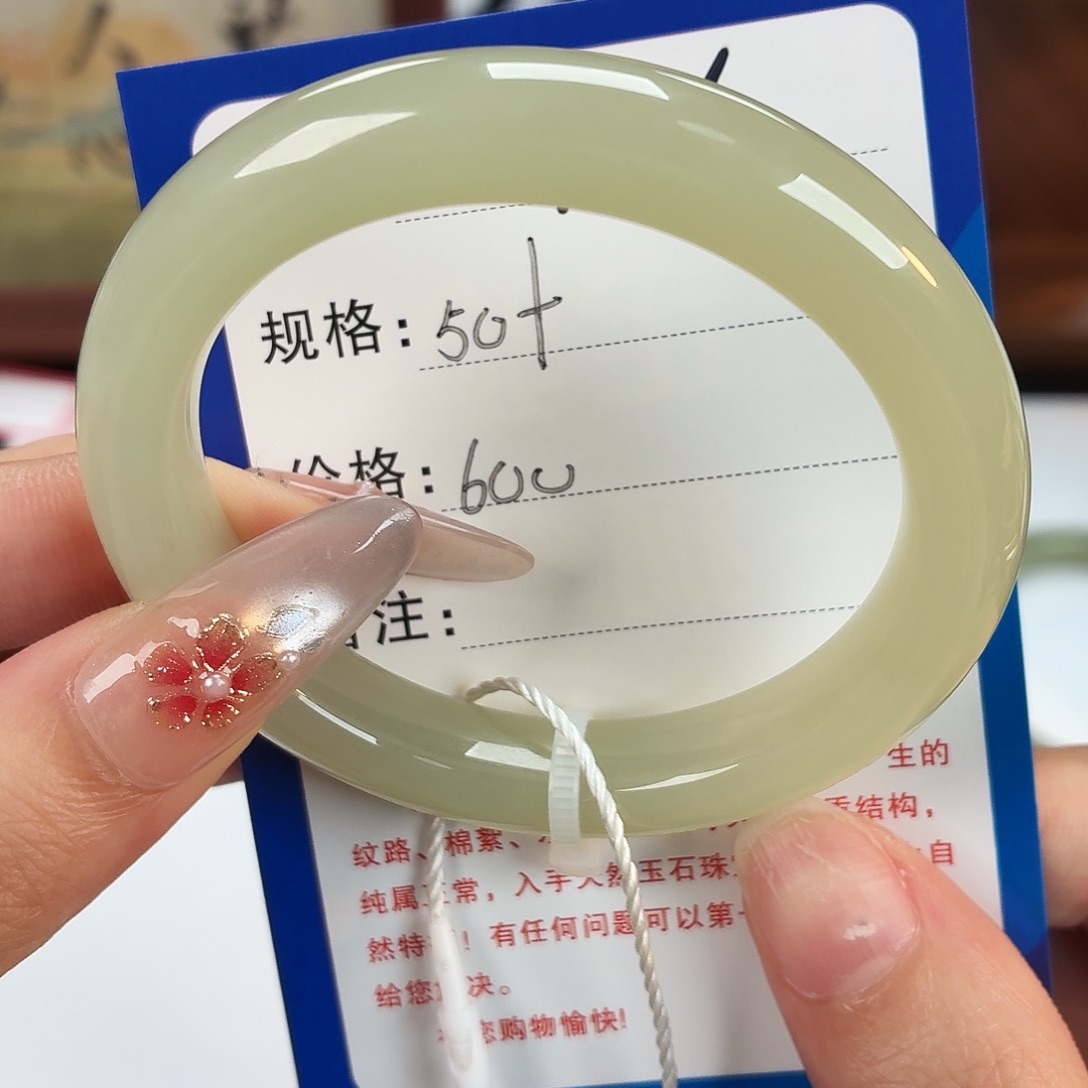 规格: 50+
价格: 600
注:
生的
纹路、棉絮、 结构，
纯属正常，入手天然玉石珠 自
然特 ！有任何问题可以第一
给您 决。
您购物愉快!